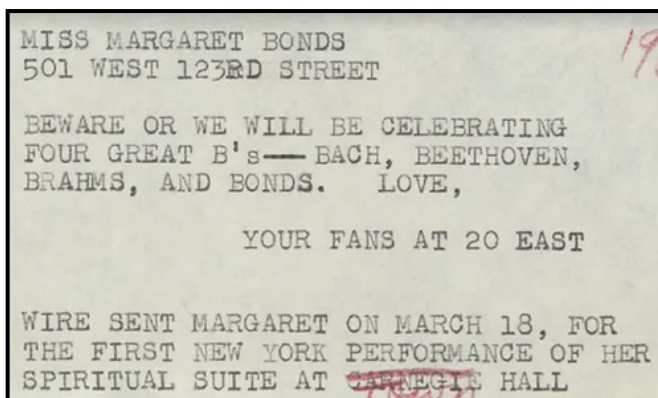 MISS MARGARET BONDS
19
501 WEST 123RD STREET
BEWARE OR WE WILL BE CELEBRATING
FOUR GREAT B's — BACH, BEETHOVEN,
BRAHMS, AND BONDS. LOVE,
YOUR FANS AT 20 EAST
WIRE SENT MARGARET ON MARCH 18, FOR
THE FIRST NEW YORK PERFORMANCE OF HER
SPIRITUAL SUITE AT CARNEGIE HALL
Town